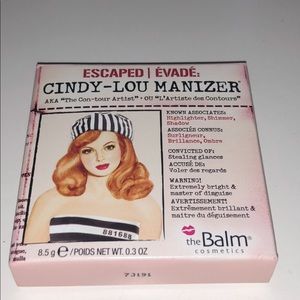 ESCAPED | ÉVADÉ:
CINDY-LOU MANIZER®
AKA "The Con-tour Artist" • OU "L'Artiste des Contours"
KNOWN ASSOCIATES:
Highlighter, Shimmer,
Shadow
ASSOCIÉS CONNUS:
Surligneur,
Brillance, Ombre
CONVICTED OF:
Stealing glances
ACCUSÉ DE:
Voler des regards
WARNING!
Extremely bright &
master of disguise
AVERTISSEMENT!
Extrêmement brillant &
maitre du déguisement
881688
theBalm®
cosmetics
8.5 g e /POIDS NET WT. 0.3 OZ
73191